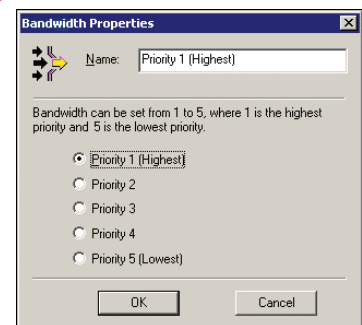 Bandwidth Properties
Name: Priority 1 (Highest)
Bandwidth can be set from 1 to 5, where 1 is the highest
priority and 5 is the lowest priority.
Priority 1 (Highest)
Priority 2
Priority 3
Priority 4
Priority 5 (Lowest)
OK Cancel